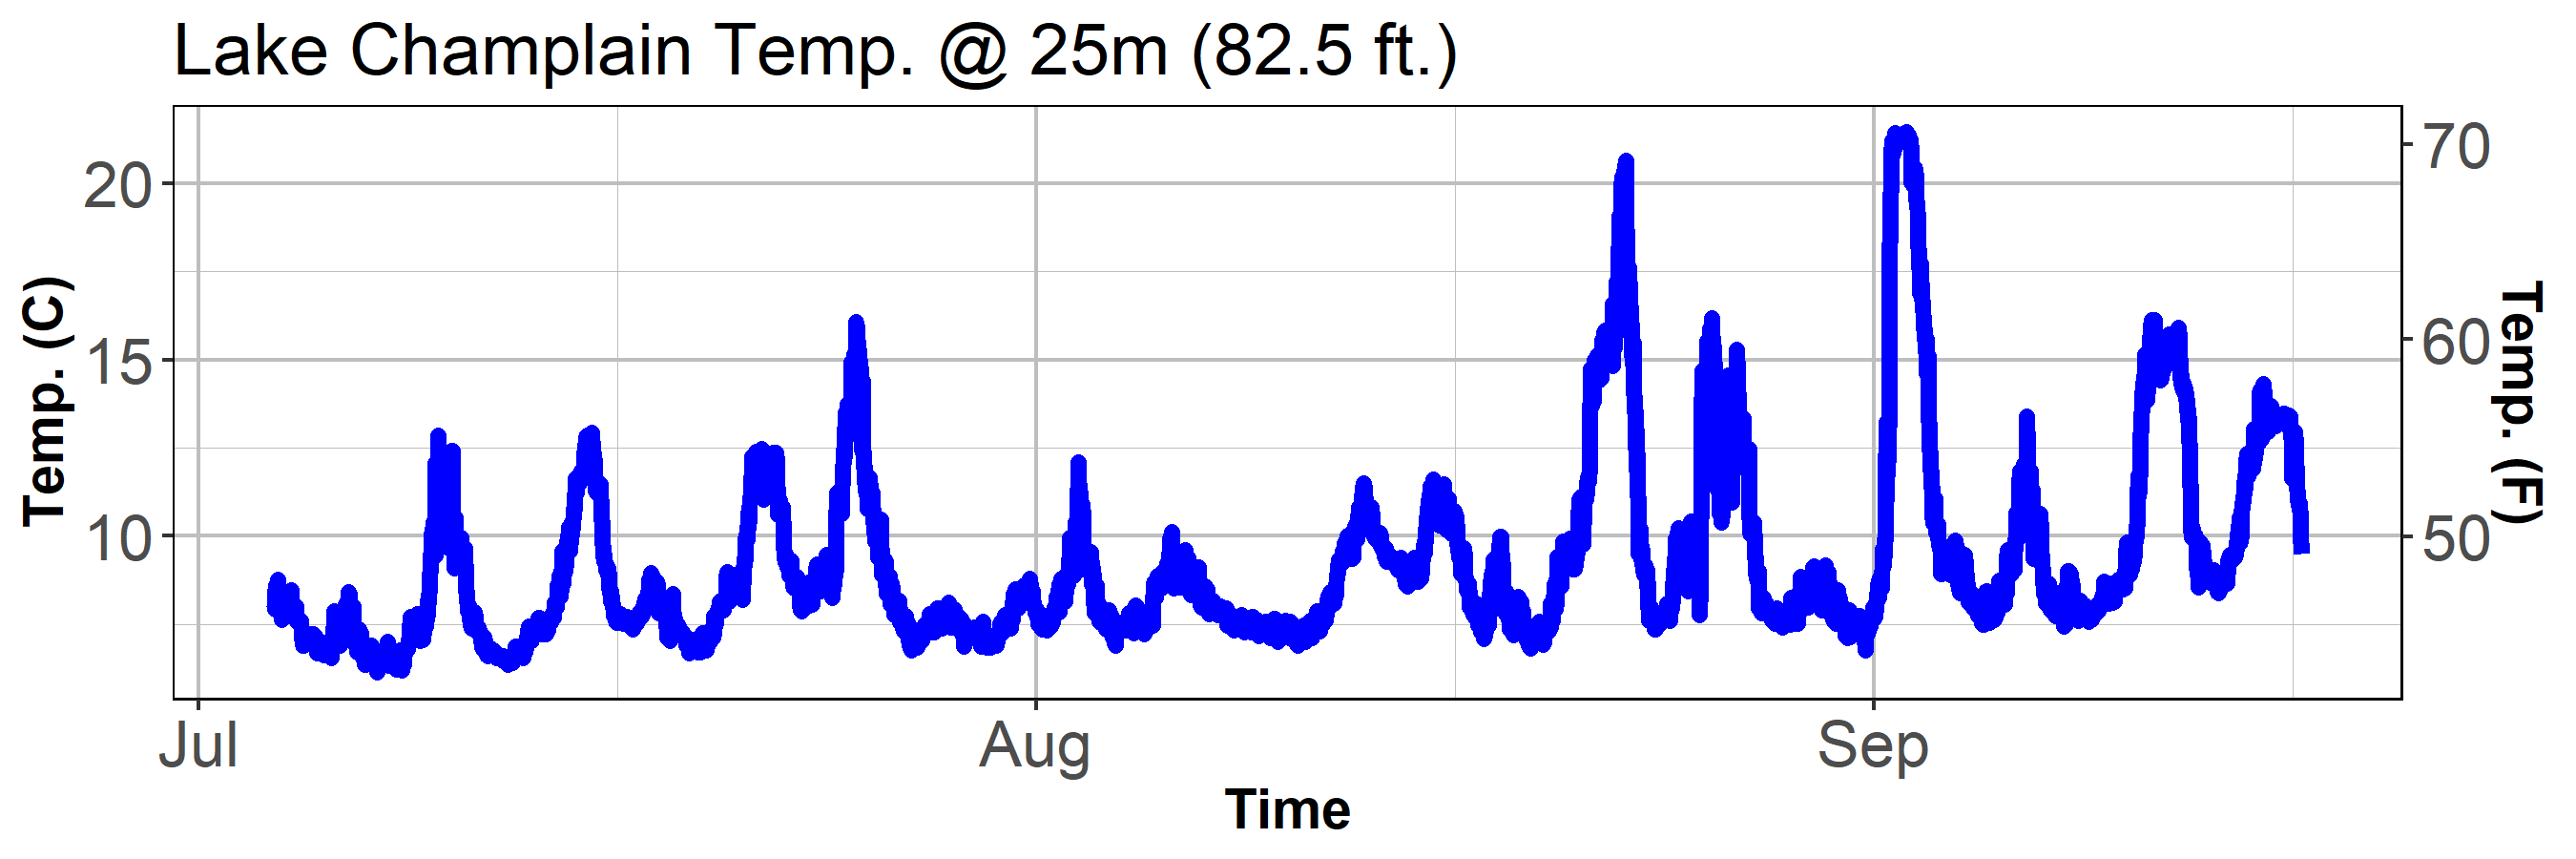 Lake Champlain Temp. @ 25m (82.5 ft.)
Temp. (C)
20
15
10
70
60
50
Temp. (F)
Jul Aug Sep
Time